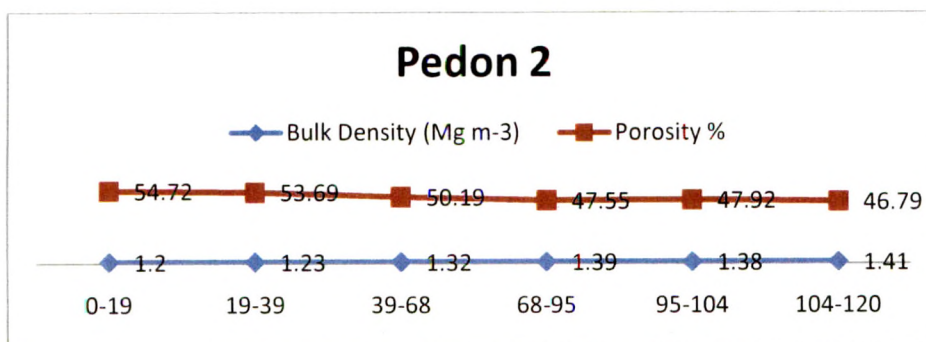 Pedon 2
Bulk Density (Mg m-3) Porosity %
54.72 53.69 50.19 47.55 47.92 46.79
1.2 1.23 1.32 1.39 1.38 1.41
0-19 19-39 39-68 68-95 95-104 104-120